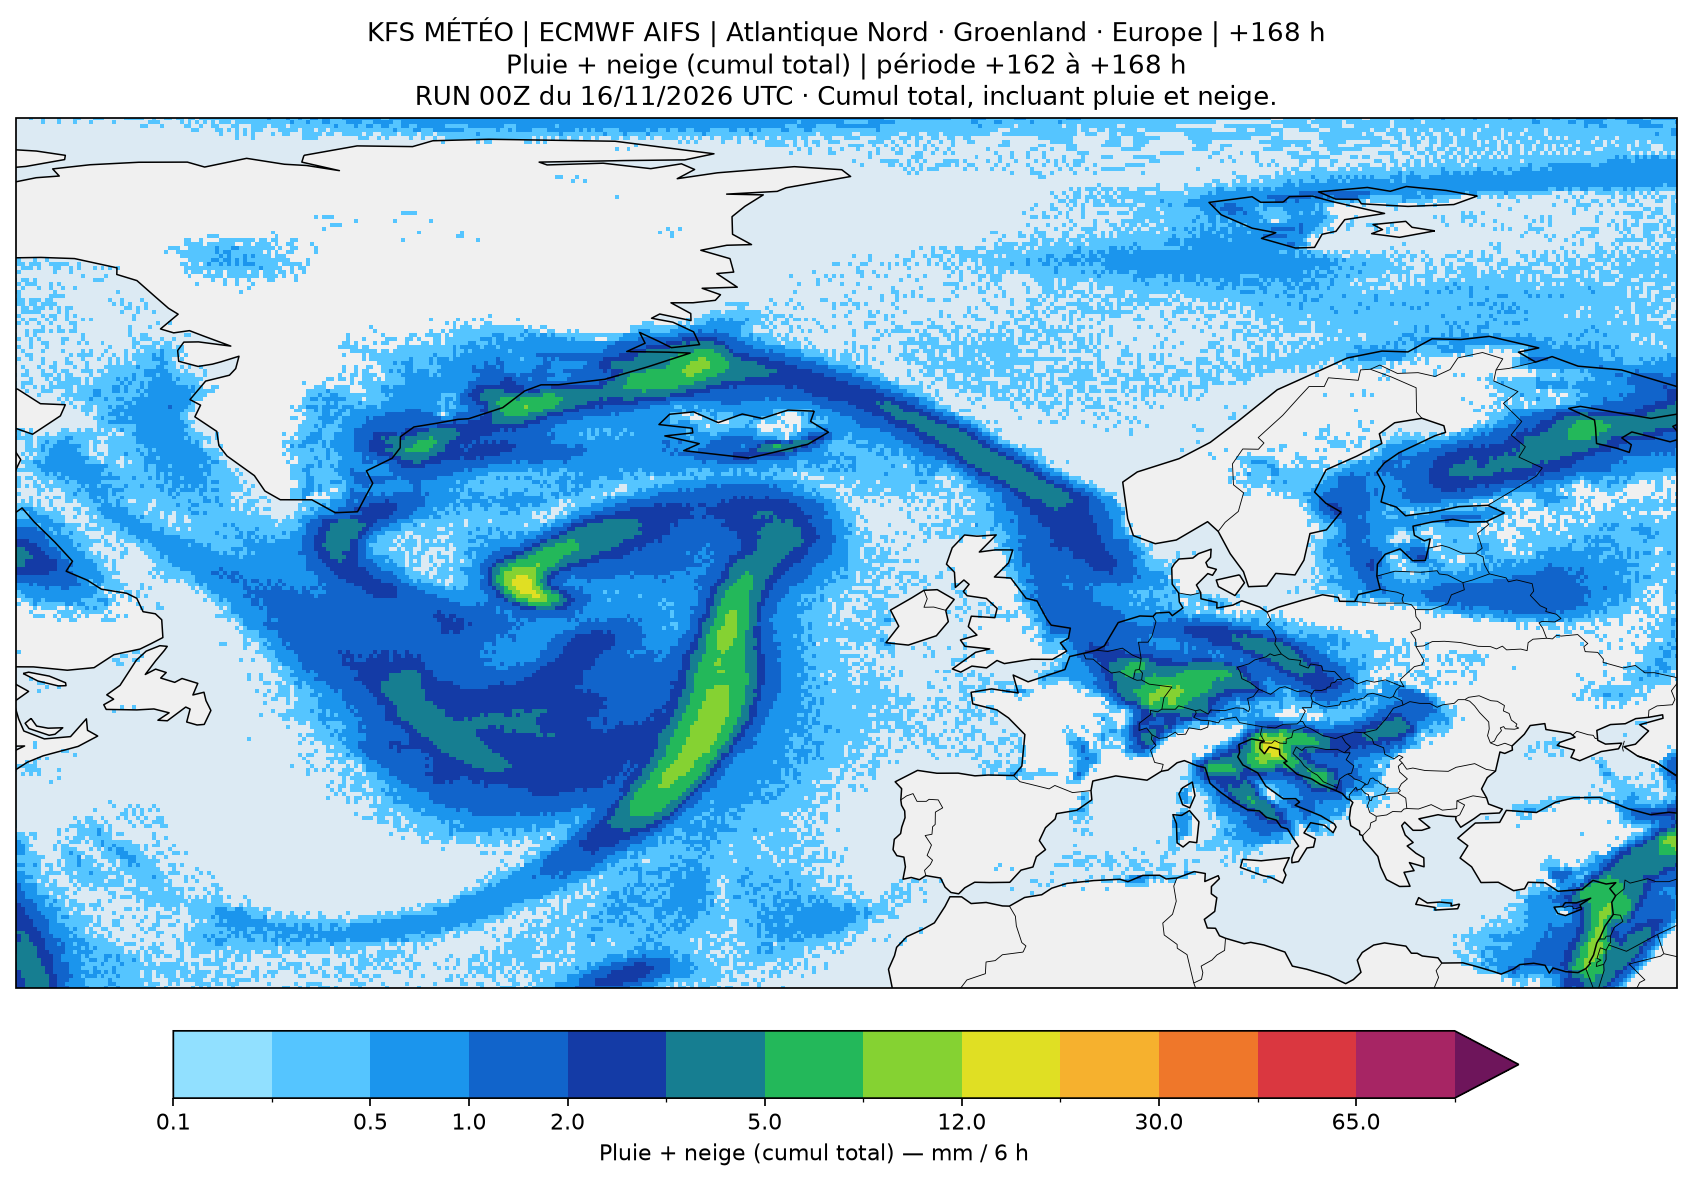 KFS MÉTÉO | ECMWF AIFS | Atlantique Nord · Groenland · Europe | +168 h
Pluie + neige (cumul total) | période +162 à +168 h
RUN 00Z du 16/11/2026 UTC · Cumul total, incluant pluie et neige.
0.1 0.5 1.0 2.0 5.0 12.0 30.0 65.0
Pluie + neige (cumul total) — mm / 6 h